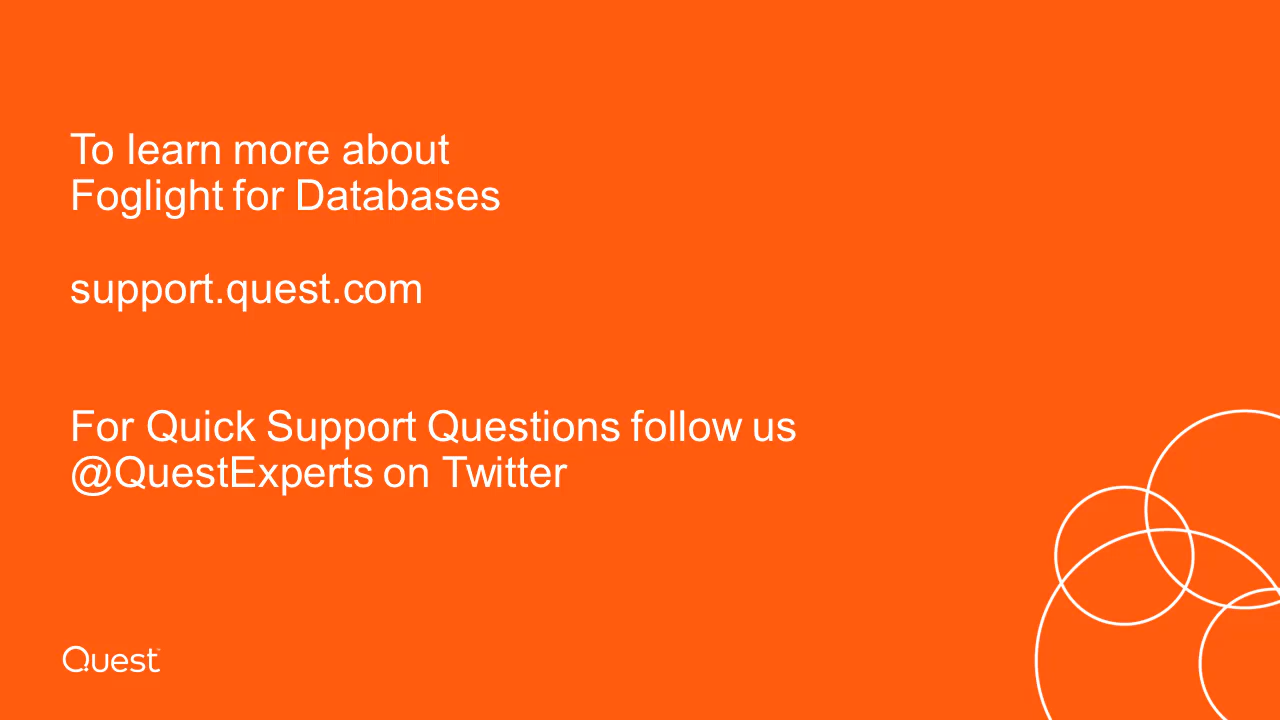 To learn more about
Foglight for Databases
support.quest.com
For Quick Support Questions follow us
@QuestExperts on Twitter
Quest